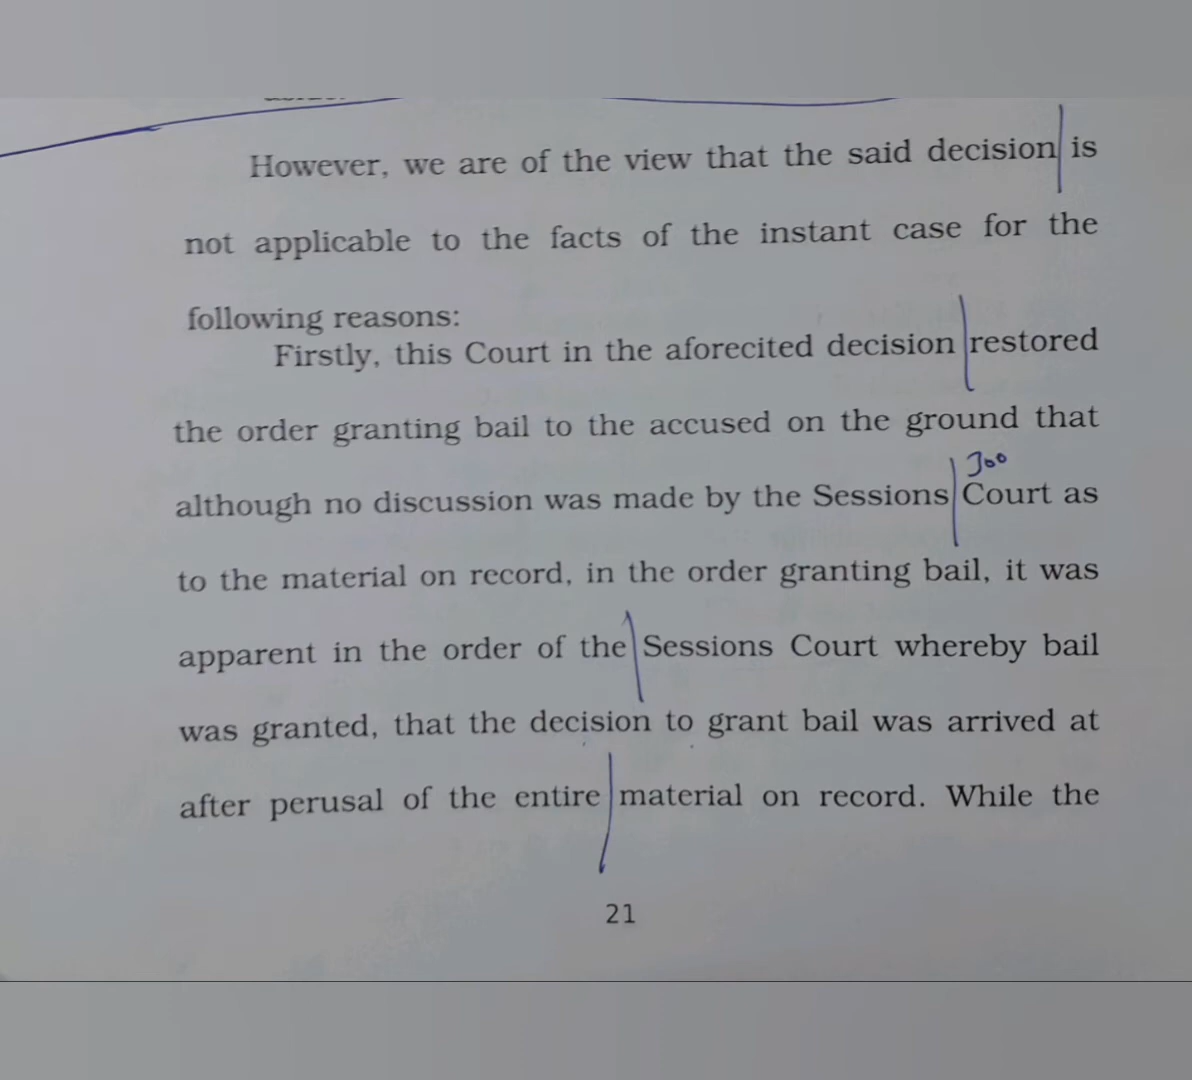 However, we are of the view that the said decision is
not applicable to the facts of the instant case for the
following reasons:
Firstly, this Court in the aforecited decision restored
the order granting bail to the accused on the ground that
300
although no discussion was made by the Sessions Court as
to the material on record, in the order granting bail, it was
apparent in the order of the Sessions Court whereby bail
was granted, that the decision to grant bail was arrived at
after perusal of the entire material on record. While the
21